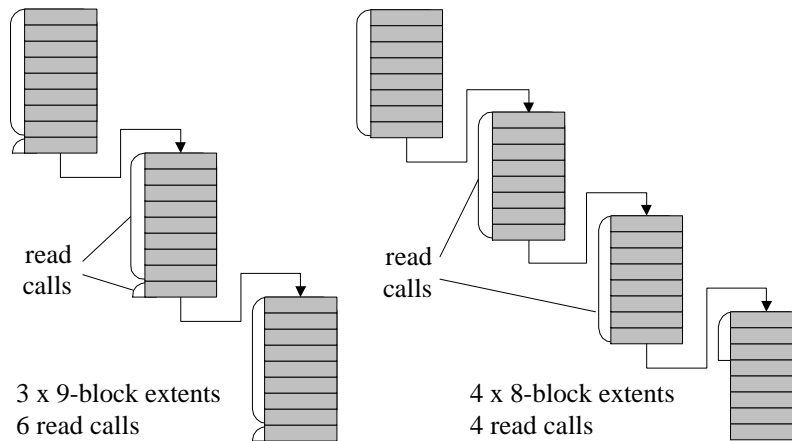 read
calls
3 x 9-block extents
6 read calls
read
calls
4 x 8-block extents
4 read calls